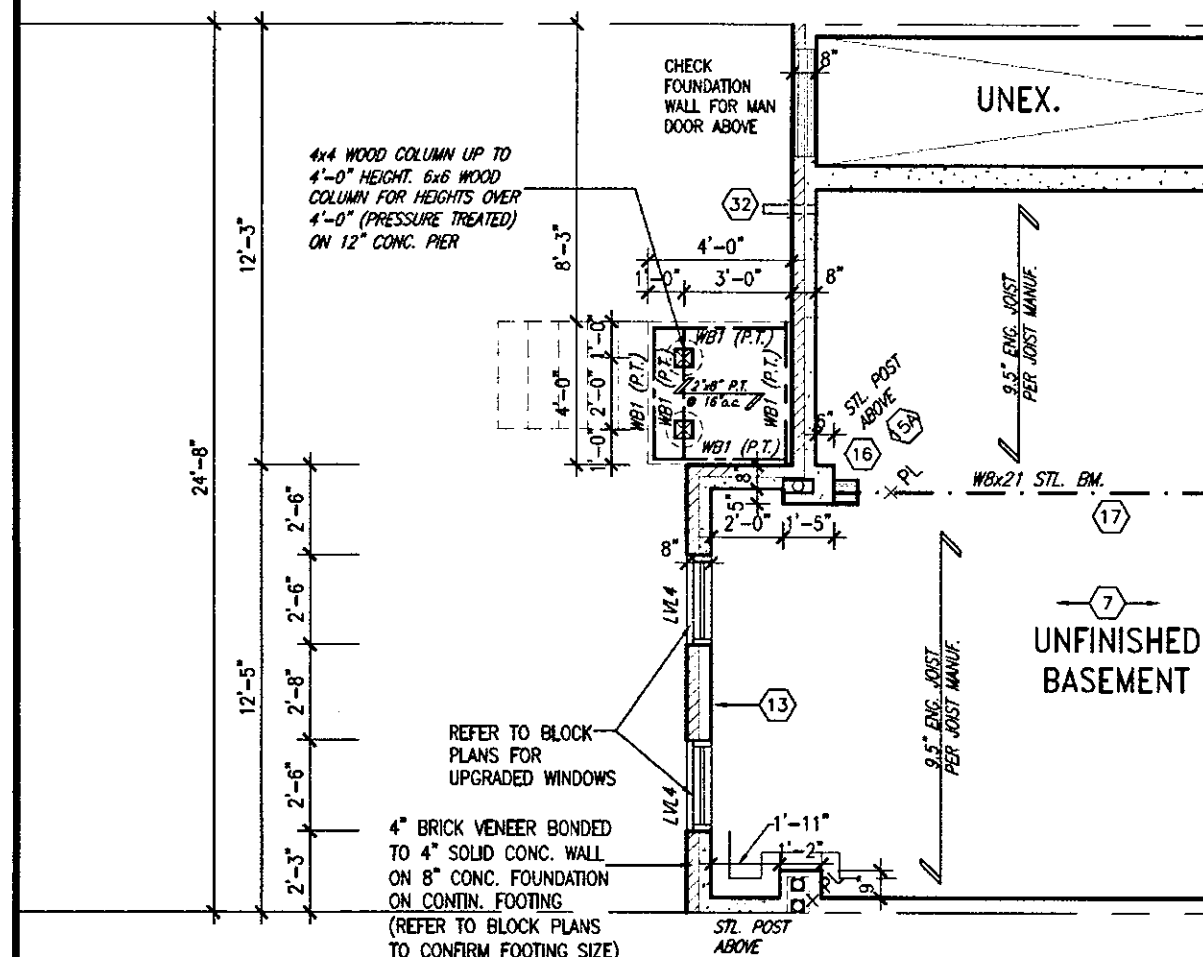 CHECK
FOUNDATION
WALL FOR MAN
DOOR ABOVE
8"
UNEX.
4x4 WOOD COLUMN UP TO
4'-0" HEIGHT. 6x6 WOOD
COLUMN FOR HEIGHTS OVER
4'-0" (PRESSURE TREATED)
ON 12" CONC. PIER
12'-3"
8'-3"
32
4'-0"
1'-0"
3'-0"
8"
9.5" ENG. JOIST
PER JOIST MANUF.
1'-0"
2'-0"
1'-0"
4'-0"
WB1 (P.T.)
WB1 (P.T.)
WB1 (P.T.)
WB1 (P.T.)
WB1 (P.T.)
2"x8" P.T.
@ 16" o.c.
STL. POST
ABOVE
15A
16
6"
PL
W8x21 STL. BM.
17
24'-8"
8"
5"
2'-0"
1'-5"
2'-6"
2'-6"
2'-8"
2'-6"
2'-3"
12'-5"
8"
LVL4
7
UNFINISHED
BASEMENT
9.5" ENG. JOIST
PER JOIST MANUF.
13
REFER TO BLOCK
PLANS FOR
UPGRADED WINDOWS
LVL4
4" BRICK VENEER BONDED
TO 4" SOLID CONC. WALL
ON 8" CONC. FOUNDATION
ON CONTIN. FOOTING
(REFER TO BLOCK PLANS
TO CONFIRM FOOTING SIZE)
1'-11"
1'-2"
STL. POST
ABOVE